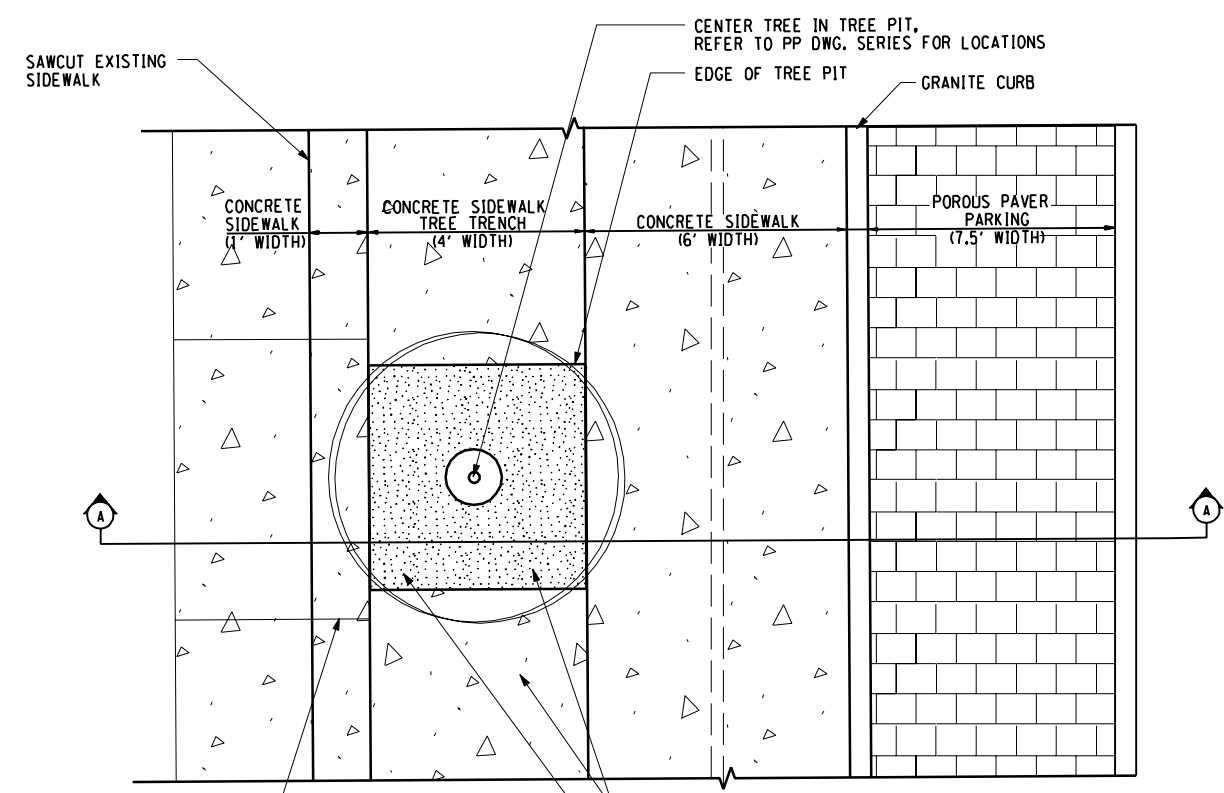 CENTER TREE IN TREE PIT,
REFER TO PP DWG. SERIES FOR LOCATIONS
SAWCUT EXISTING
SIDEWALK
EDGE OF TREE PIT
GRANITE CURB
CONCRETE
SIDEWALK
(1' WIDTH)
CONCRETE SIDEWALK
TREE TRENCH
(4' WIDTH)
CONCRETE SIDEWALK
(6' WIDTH)
POROUS PAVER
PARKING
(7.5' WIDTH)
A
A